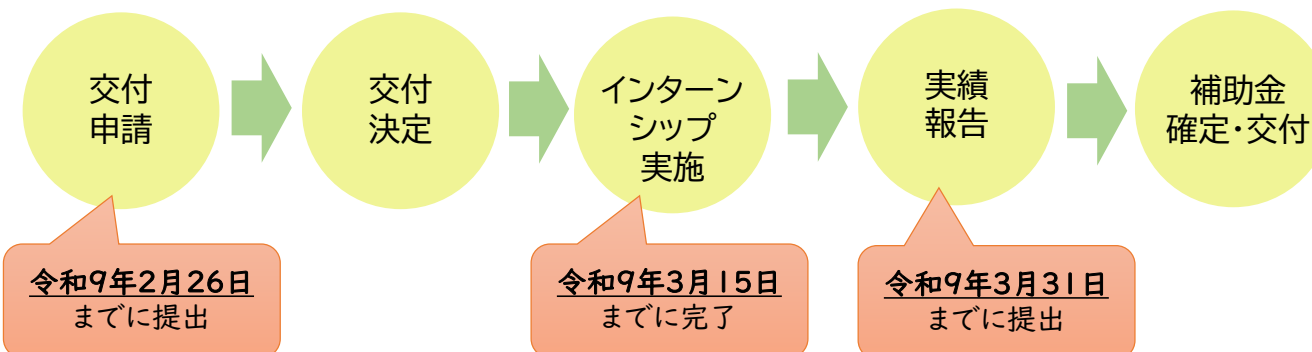 交付
申請
交付
決定
インターン
シップ
実施
実績
報告
補助金
確定・交付
令和9年2月26日
までに提出
令和9年3月15日
までに完了
令和9年3月31日
までに提出